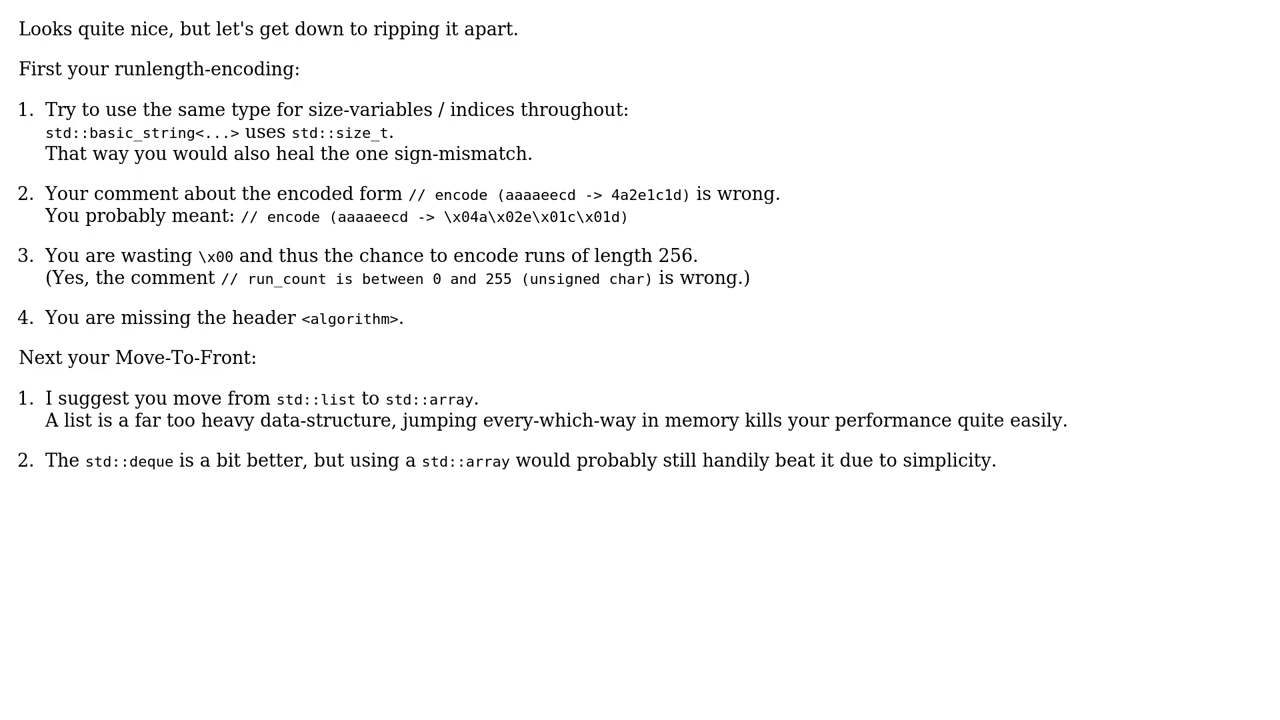 Looks quite nice, but let's get down to ripping it apart.
First your runlength-encoding:
1. Try to use the same type for size-variables / indices throughout:
std::basic_string<...> uses std::size_t.
That way you would also heal the one sign-mismatch.
2. Your comment about the encoded form // encode (aaaaeecd -> 4a2e1c1d) is wrong.
You probably meant: // encode (aaaaeecd -> \x04a\x02e\x01c\x01d)
3. You are wasting \x00 and thus the chance to encode runs of length 256.
(Yes, the comment // run_count is between 0 and 255 (unsigned char) is wrong.)
4. You are missing the header <algorithm>.
Next your Move-To-Front:
1. I suggest you move from std::list to std::array.
A list is a far too heavy data-structure, jumping every-which-way in memory kills your performance quite easily.
2. The std::deque is a bit better, but using a std::array would probably still handily beat it due to simplicity.